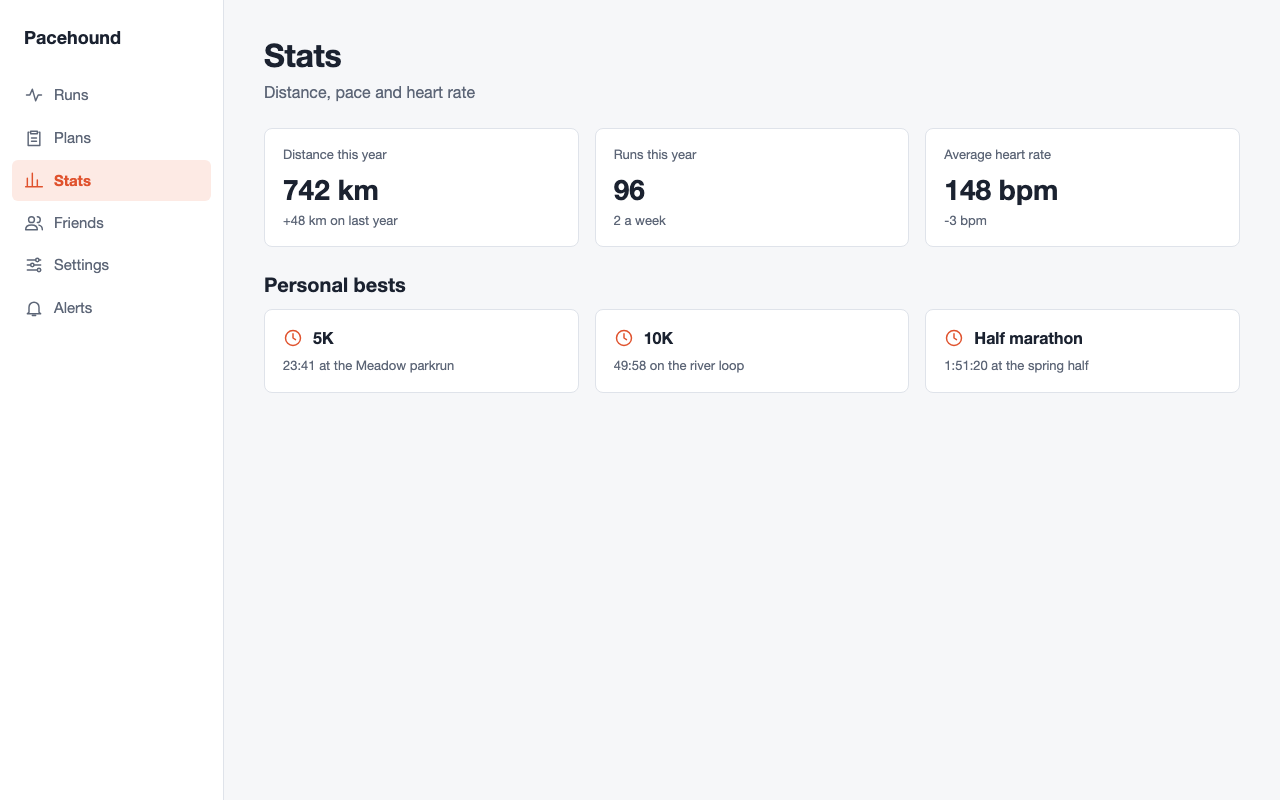 Pacehound
Runs
Plans
Stats
Friends
Settings
Alerts
Stats
Distance, pace and heart rate
Distance this year
742 km
+48 km on last year
Runs this year
96
2 a week
Average heart rate
148 bpm
-3 bpm
Personal bests
5K
23:41 at the Meadow parkrun
10K
49:58 on the river loop
Half marathon
1:51:20 at the spring half